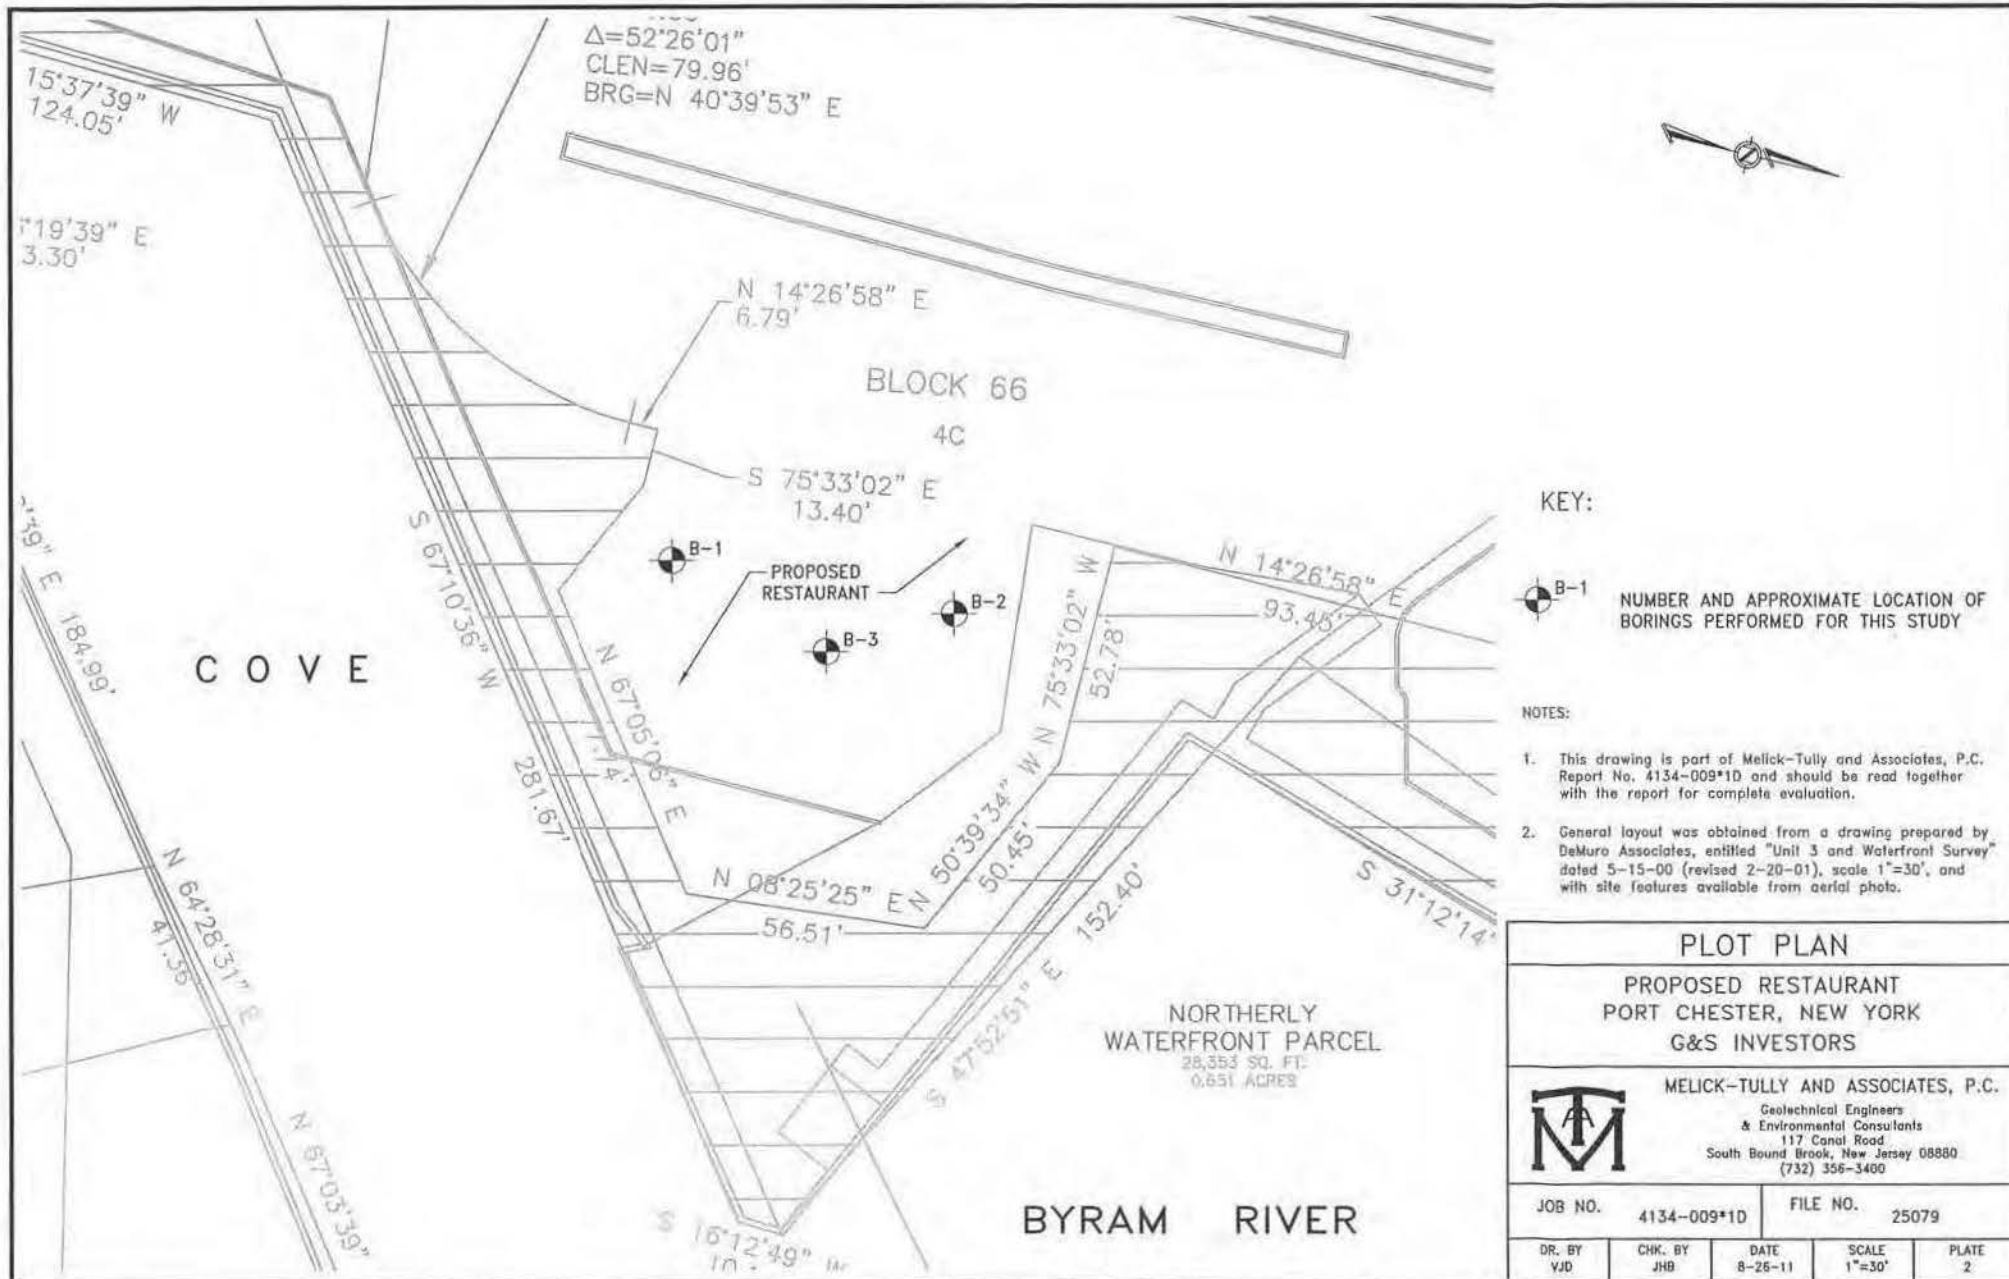 Δ=52°26'01"
CLEN=79.96'
BRG=N 40°39'53" E
15°37'39" W
124.05'
19'39" E
3.30'
N 14°26'58" E
6.79'
BLOCK 66
4C
S 75°33'02" E
13.40'
B-1
PROPOSED
RESTAURANT
B-2
B-3
COVE
39" E 184.99'
S 67°10'36" W
281.67'
N 67°05'06" E
77.74'
N 14°26'58" E
93.45'
N 75°33'02" W
52.78'
N 50°39'34" W
50.45'
N 08°25'25" E
56.51'
S 47°52'51" E 152.40'
S 31°12'14"
N 64°28'31" E
41.36'
N 67°03'39"
S 16°12'49" W
NORTHERLY
WATERFRONT PARCEL
28,353 SQ. FT.
0.651 ACRES
BYRAM RIVER
KEY:
B-1
NUMBER AND APPROXIMATE LOCATION OF
BORINGS PERFORMED FOR THIS STUDY
NOTES:
1. This drawing is part of Melick-Tully and Associates, P.C.
Report No. 4134-009*1D and should be read together
with the report for complete evaluation.
2. General layout was obtained from a drawing prepared by
DeMuro Associates, entitled "Unit 3 and Waterfront Survey"
dated 5-15-00 (revised 2-20-01), scale 1"=30', and
with site features available from aerial photo.
PLOT PLAN
PROPOSED RESTAURANT
PORT CHESTER, NEW YORK
G&S INVESTORS
MTA
MELICK-TULLY AND ASSOCIATES, P.C.
Geotechnical Engineers
& Environmental Consultants
117 Canal Road
South Bound Brook, New Jersey 08880
(732) 356-3400
JOB NO. 4134-009*1D
FILE NO. 25079
DR. BY VJD
CHK. BY JHB
DATE 8-26-11
SCALE 1"=30'
PLATE 2